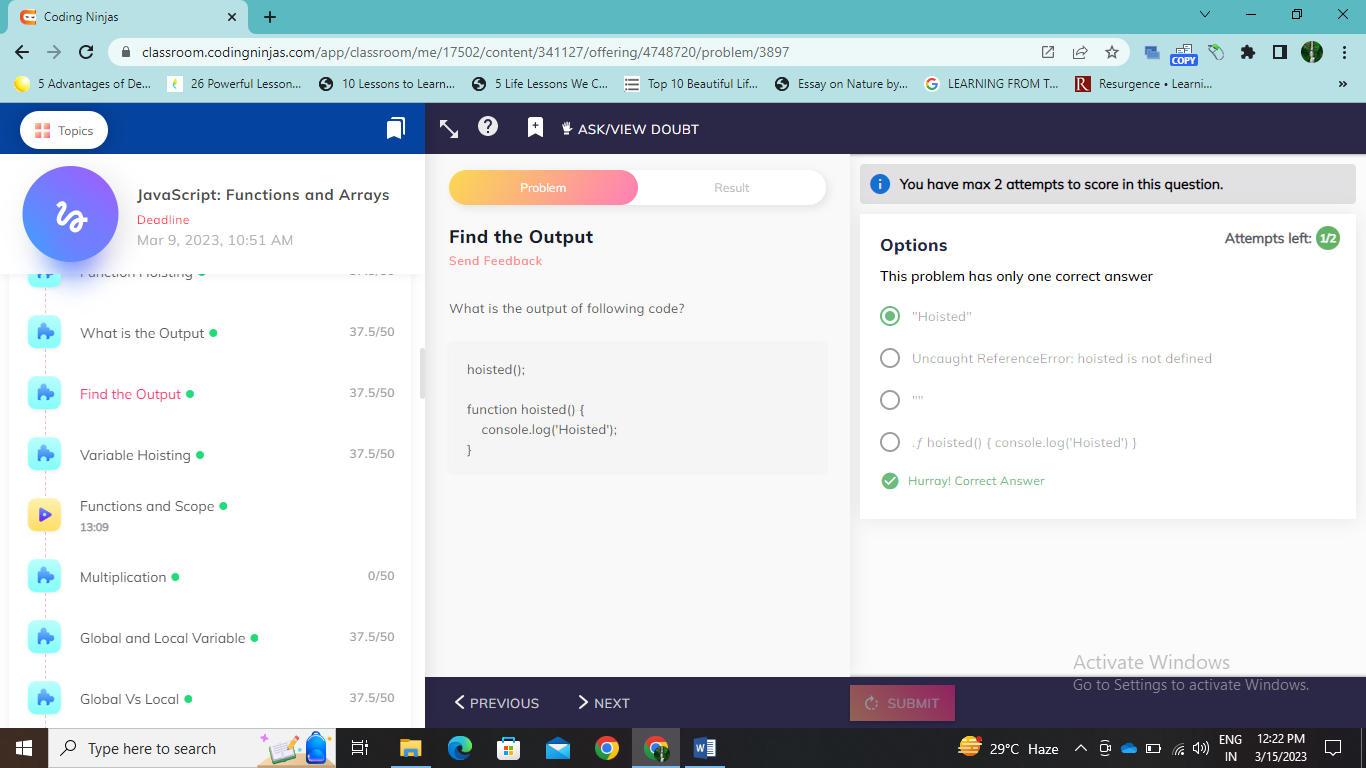 Coding Ninjas
classroom.codingninjas.com/app/classroom/me/17502/content/341127/offering/4748720/problem/3897
COPY
5 Advantages of De...
26 Powerful Lesson...
10 Lessons to Learn...
5 Life Lessons We C...
Top 10 Beautiful Lif...
Essay on Nature by...
LEARNING FROM T...
Resurgence • Learni...
»
Topics
ASK/VIEW DOUBT
JavaScript: Functions and Arrays
Deadline
Mar 9, 2023, 10:51 AM
Function Hoisting 37.5/50
What is the Output 37.5/50
Find the Output 37.5/50
Variable Hoisting 37.5/50
Functions and Scope
13:09
Multiplication 0/50
Global and Local Variable 37.5/50
Global Vs Local 37.5/50
Problem Result
Find the Output
Send Feedback
What is the output of following code?
hoisted();
function hoisted() {
console.log('Hoisted');
}
PREVIOUS NEXT
You have max 2 attempts to score in this question.
Options
Attempts left: 1/2
This problem has only one correct answer
"Hoisted"
Uncaught ReferenceError: hoisted is not defined
""
.ƒ hoisted() { console.log('Hoisted') }
Hurray! Correct Answer
Activate Windows
Go to Settings to activate Windows.
SUBMIT
Type here to search
29°C Haze
ENG
IN
12:22 PM
3/15/2023